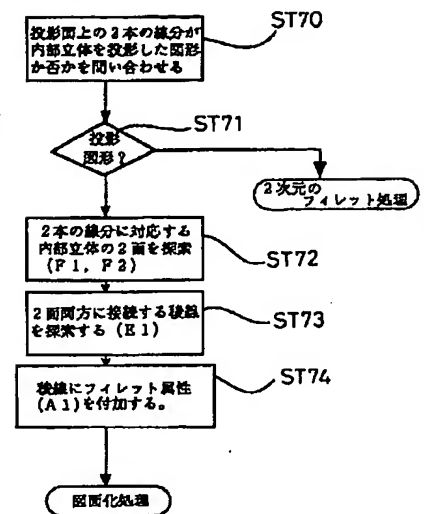 ST70
投影図上の2本の線分が
内部立体を投影した図形
か否かを問い合わせる
ST71
投影
図形?
2次元の
フィレット処理
2本の線分に対応する
内部立体の2面を探索
(F1, F2)
ST72
2面両方に接続する稜線
を探索する (E1)
ST73
稜線にフィレット属性
(A1)を付加する。
ST74
図面化処理